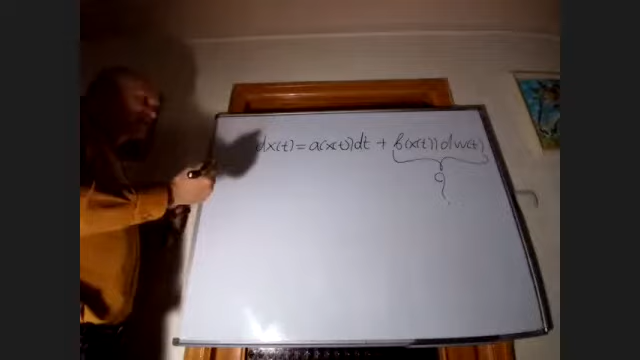 dx(t) = a(x(t))dt + b(x(t))dw(t)
?